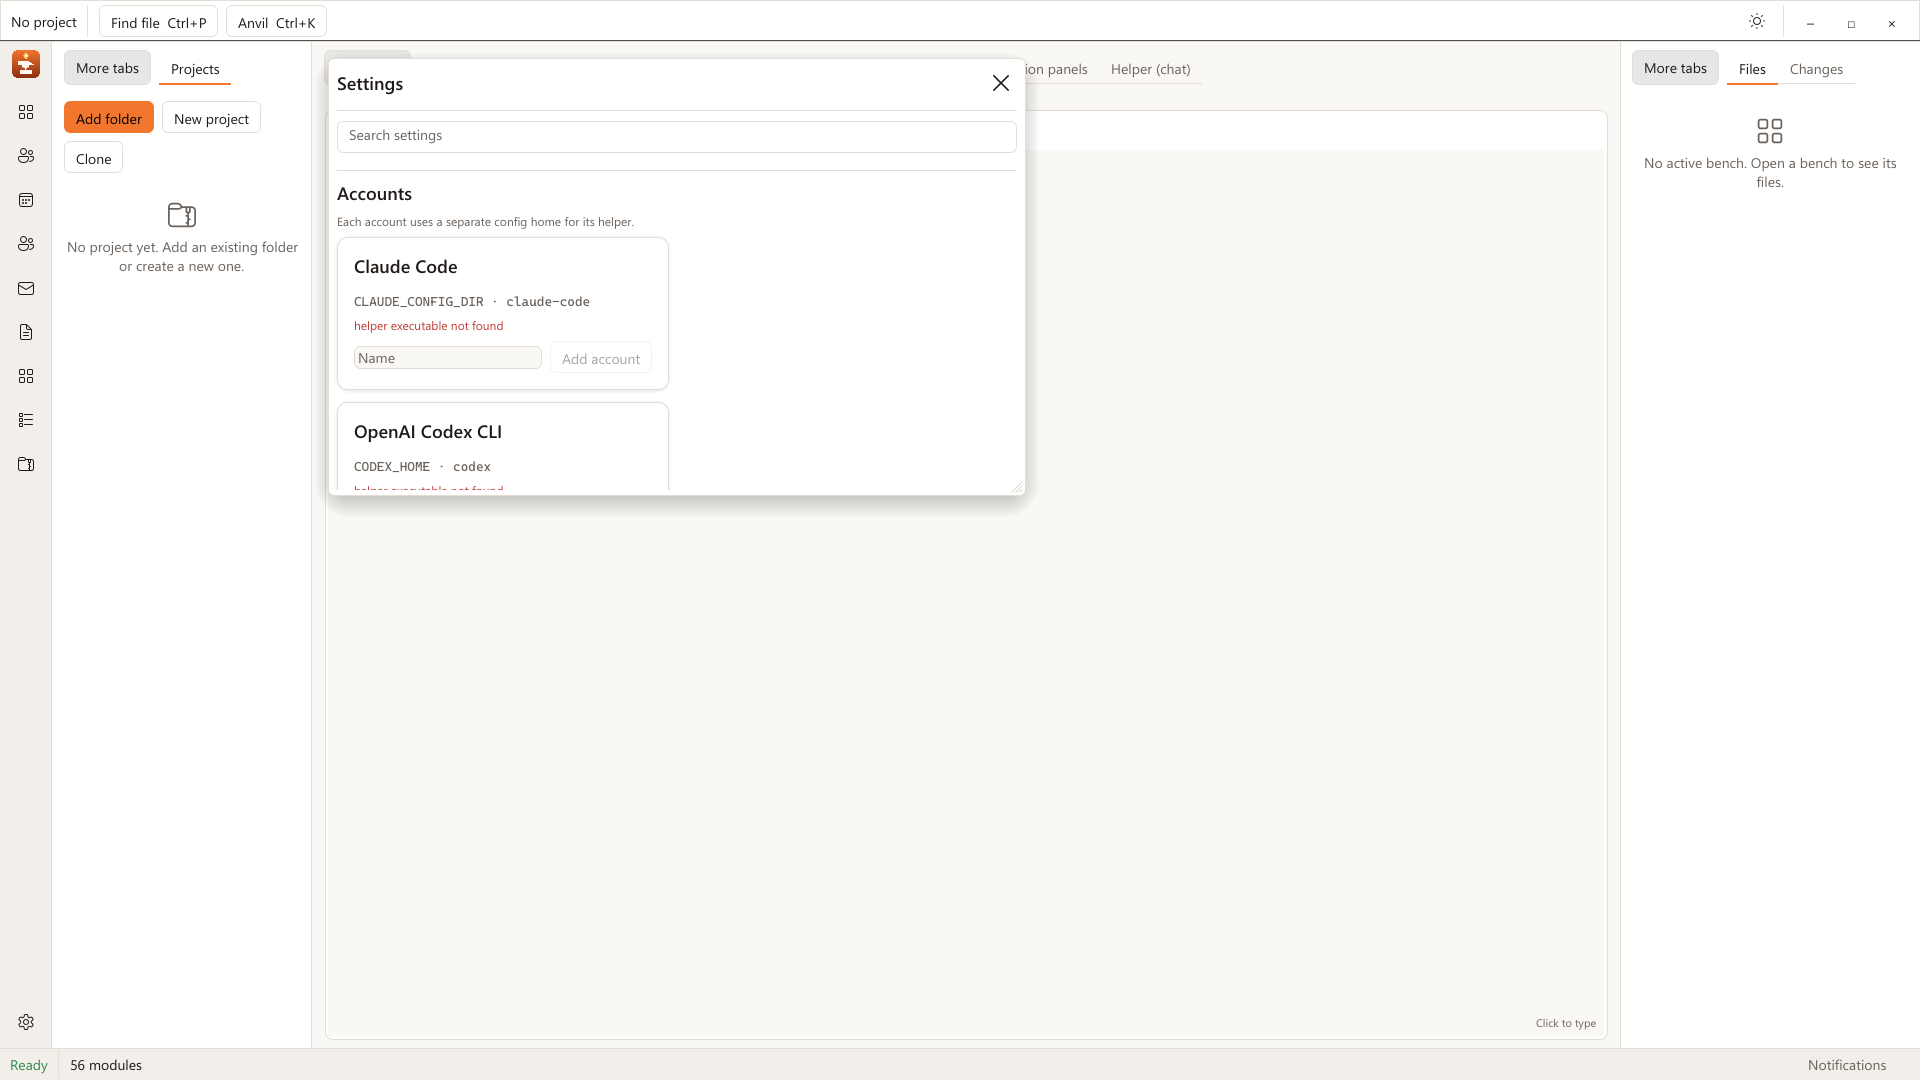 No project
Find file Ctrl+P
Anvil Ctrl+K
More tabs
Projects
Add folder
New project
Clone
No project yet. Add an existing folder
or create a new one.
Settings
Search settings
Accounts
Each account uses a separate config home for its helper.
Claude Code
CLAUDE_CONFIG_DIR · claude-code
helper executable not found
Name
Add account
OpenAI Codex CLI
CODEX_HOME · codex
helper executable not found
panels
Helper (chat)
Click to type
More tabs
Files
Changes
No active bench. Open a bench to see its
files.
Ready
56 modules
Notifications